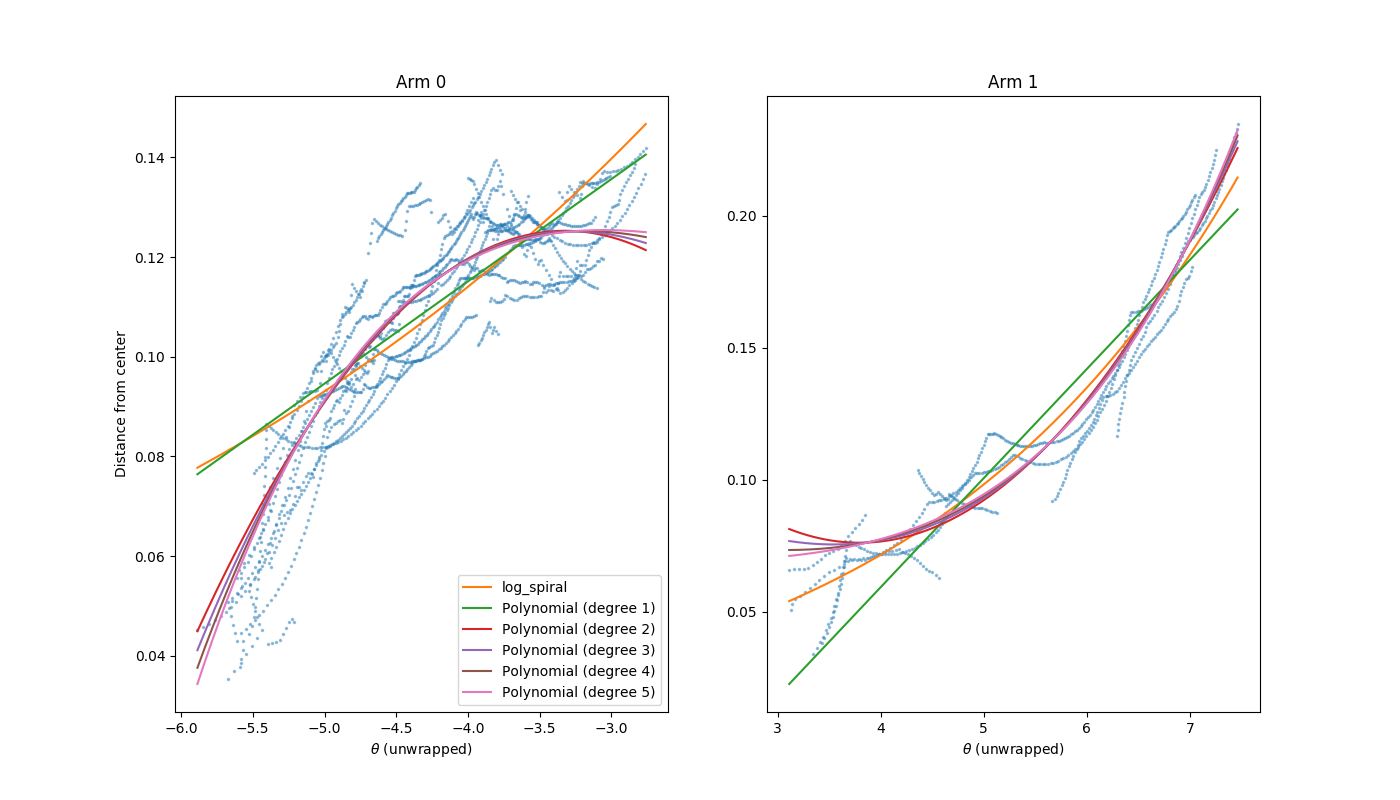 Arm 0
Distance from center
0.14
0.12
0.10
0.08
0.06
0.04
−6.0 −5.5 −5.0 −4.5 −4.0 −3.5 −3.0
θ (unwrapped)
log_spiral
Polynomial (degree 1)
Polynomial (degree 2)
Polynomial (degree 3)
Polynomial (degree 4)
Polynomial (degree 5)
Arm 1
0.20
0.15
0.10
0.05
3 4 5 6 7
θ (unwrapped)